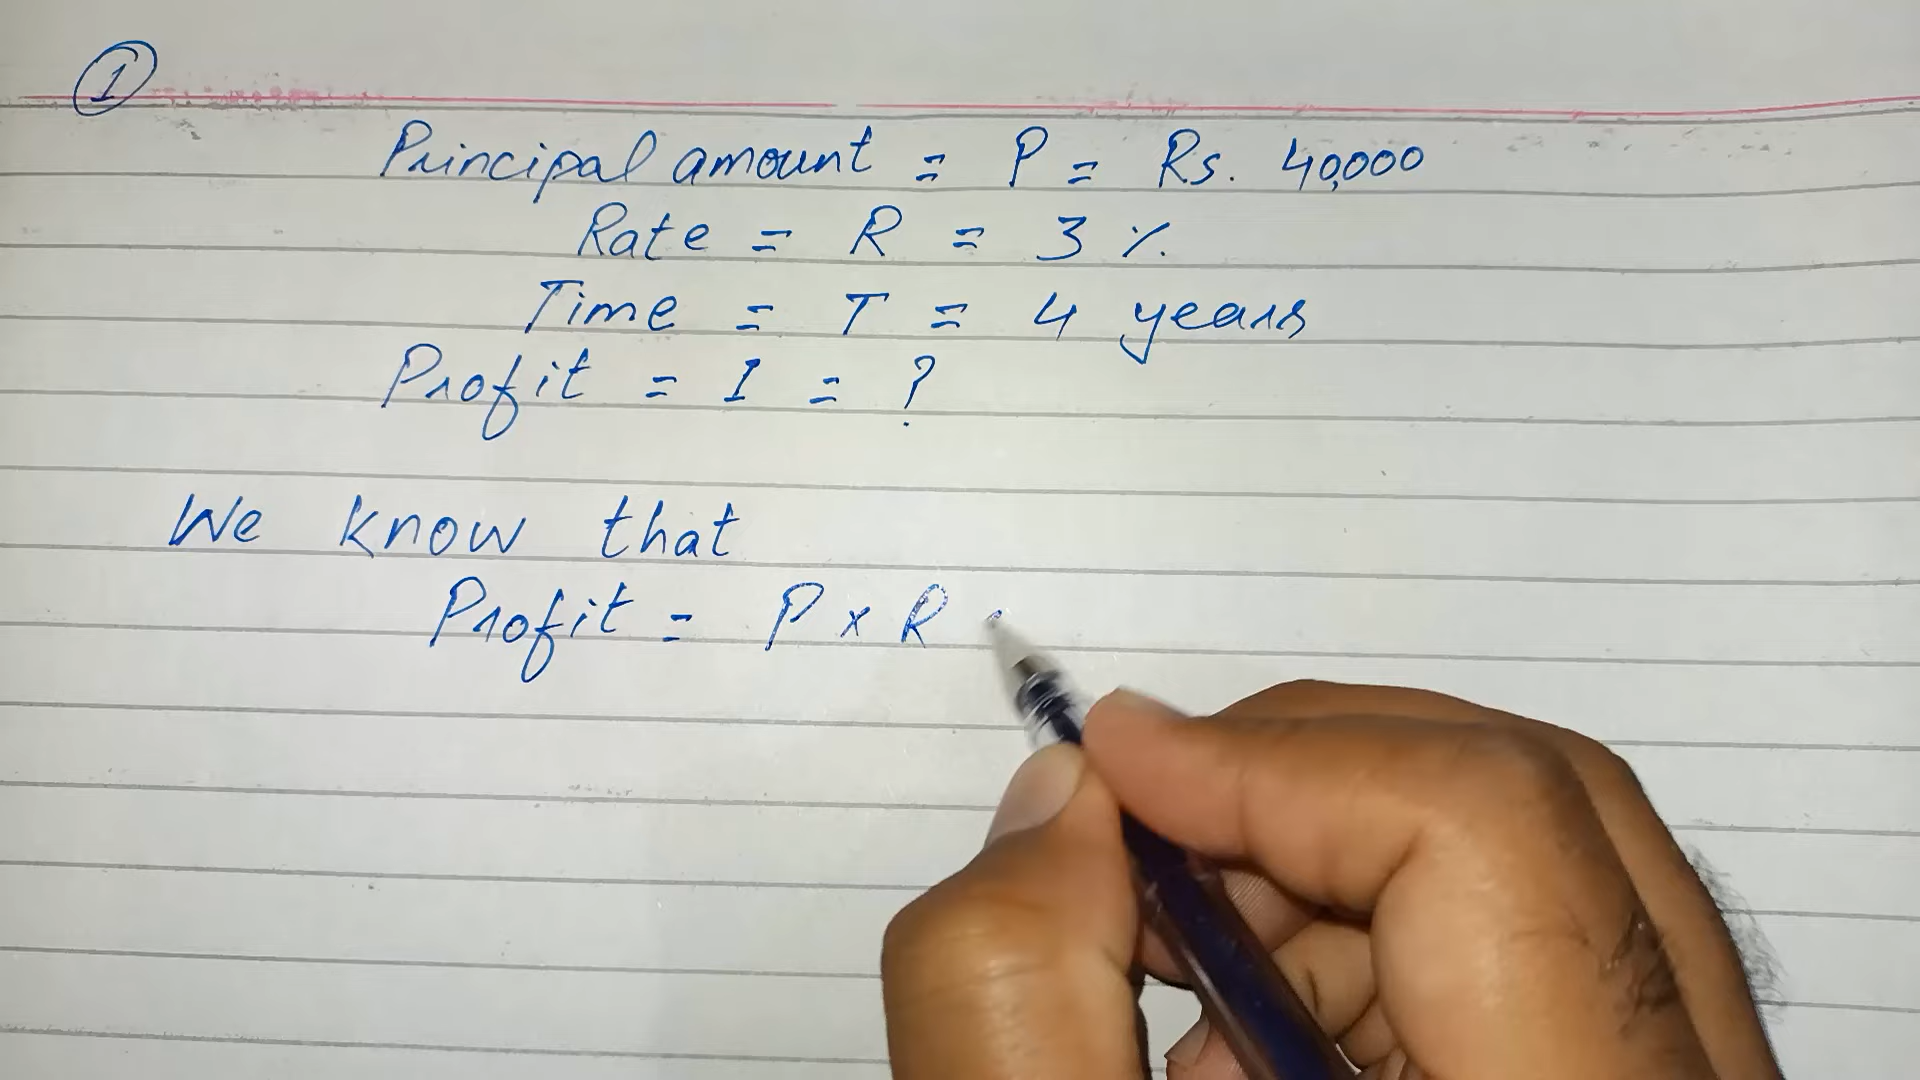 1
Principal amount = P = Rs. 40,000
Rate = R = 3 %
Time = T = 4 years
Profit = I = ?
We know that
Profit = P × R